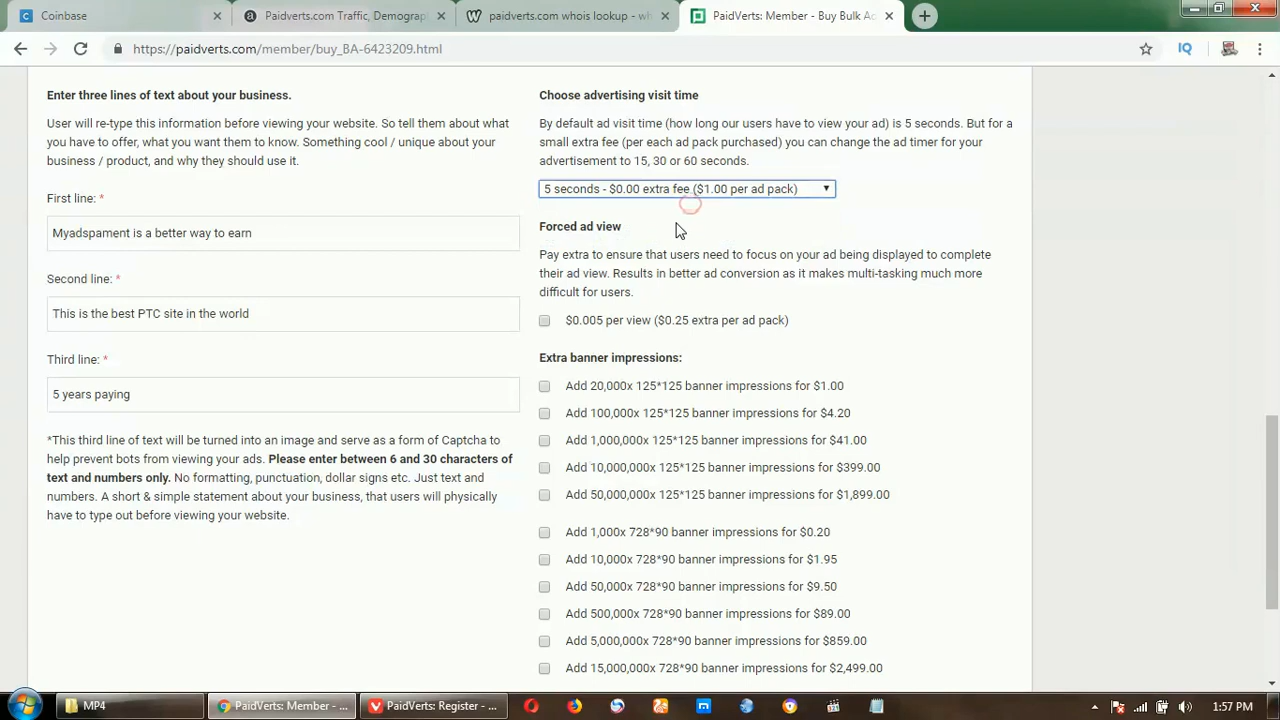 Coinbase
Paidverts.com Traffic, Demograp
paidverts.com whois lookup - wh
PaidVerts: Member - Buy Bulk Ad
https://paidverts.com/member/buy_BA-6423209.html
IQ
Enter three lines of text about your business.
User will re-type this information before viewing your website. So tell them about what
you have to offer, what you want them to know. Something cool / unique about your
business / product, and why they should use it.
First line: *
Myadspament is a better way to earn
Second line: *
This is the best PTC site in the world
Third line: *
5 years paying
*This third line of text will be turned into an image and serve as a form of Captcha to
help prevent bots from viewing your ads. Please enter between 6 and 30 characters of
text and numbers only. No formatting, punctuation, dollar signs etc. Just text and
numbers. A short & simple statement about your business, that users will physically
have to type out before viewing your website.
Choose advertising visit time
By default ad visit time (how long our users have to view your ad) is 5 seconds. But for a
small extra fee (per each ad pack purchased) you can change the ad timer for your
advertisement to 15, 30 or 60 seconds.
5 seconds - $0.00 extra fee ($1.00 per ad pack)
Forced ad view
Pay extra to ensure that users need to focus on your ad being displayed to complete
their ad view. Results in better ad conversion as it makes multi-tasking much more
difficult for users.
$0.005 per view ($0.25 extra per ad pack)
Extra banner impressions:
Add 20,000x 125*125 banner impressions for $1.00
Add 100,000x 125*125 banner impressions for $4.20
Add 1,000,000x 125*125 banner impressions for $41.00
Add 10,000,000x 125*125 banner impressions for $399.00
Add 50,000,000x 125*125 banner impressions for $1,899.00
Add 1,000x 728*90 banner impressions for $0.20
Add 10,000x 728*90 banner impressions for $1.95
Add 50,000x 728*90 banner impressions for $9.50
Add 500,000x 728*90 banner impressions for $89.00
Add 5,000,000x 728*90 banner impressions for $859.00
Add 15,000,000x 728*90 banner impressions for $2,499.00
MP4
PaidVerts: Member - ...
PaidVerts: Register - ...
1:57 PM